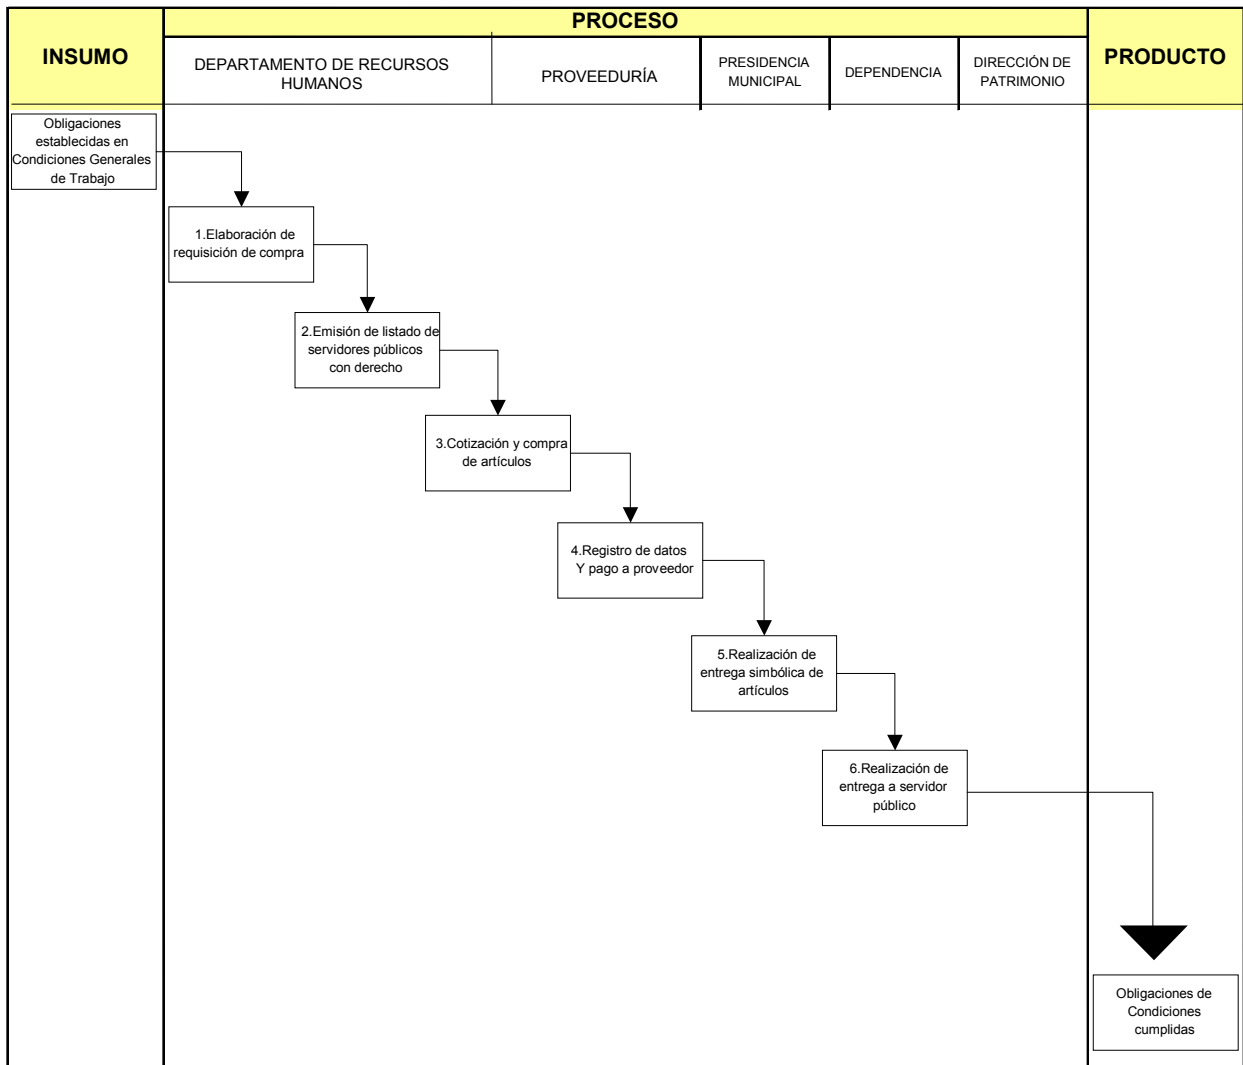 PROCESO
INSUMO
DEPARTAMENTO DE RECURSOS
HUMANOS
PROVEEDURÍA
PRESIDENCIA
MUNICIPAL
DEPENDENCIA
DIRECCIÓN DE
PATRIMONIO
PRODUCTO
Obligaciones
establecidas en
Condiciones Generales
de Trabajo
1.Elaboración de
requisición de compra
2.Emisión de listado de
servidores públicos
con derecho
3.Cotización y compra
de artículos
4.Registro de datos
Y pago a proveedor
5.Realización de
entrega simbólica de
artículos
6.Realización de
entrega a servidor
público
Obligaciones de
Condiciones
cumplidas